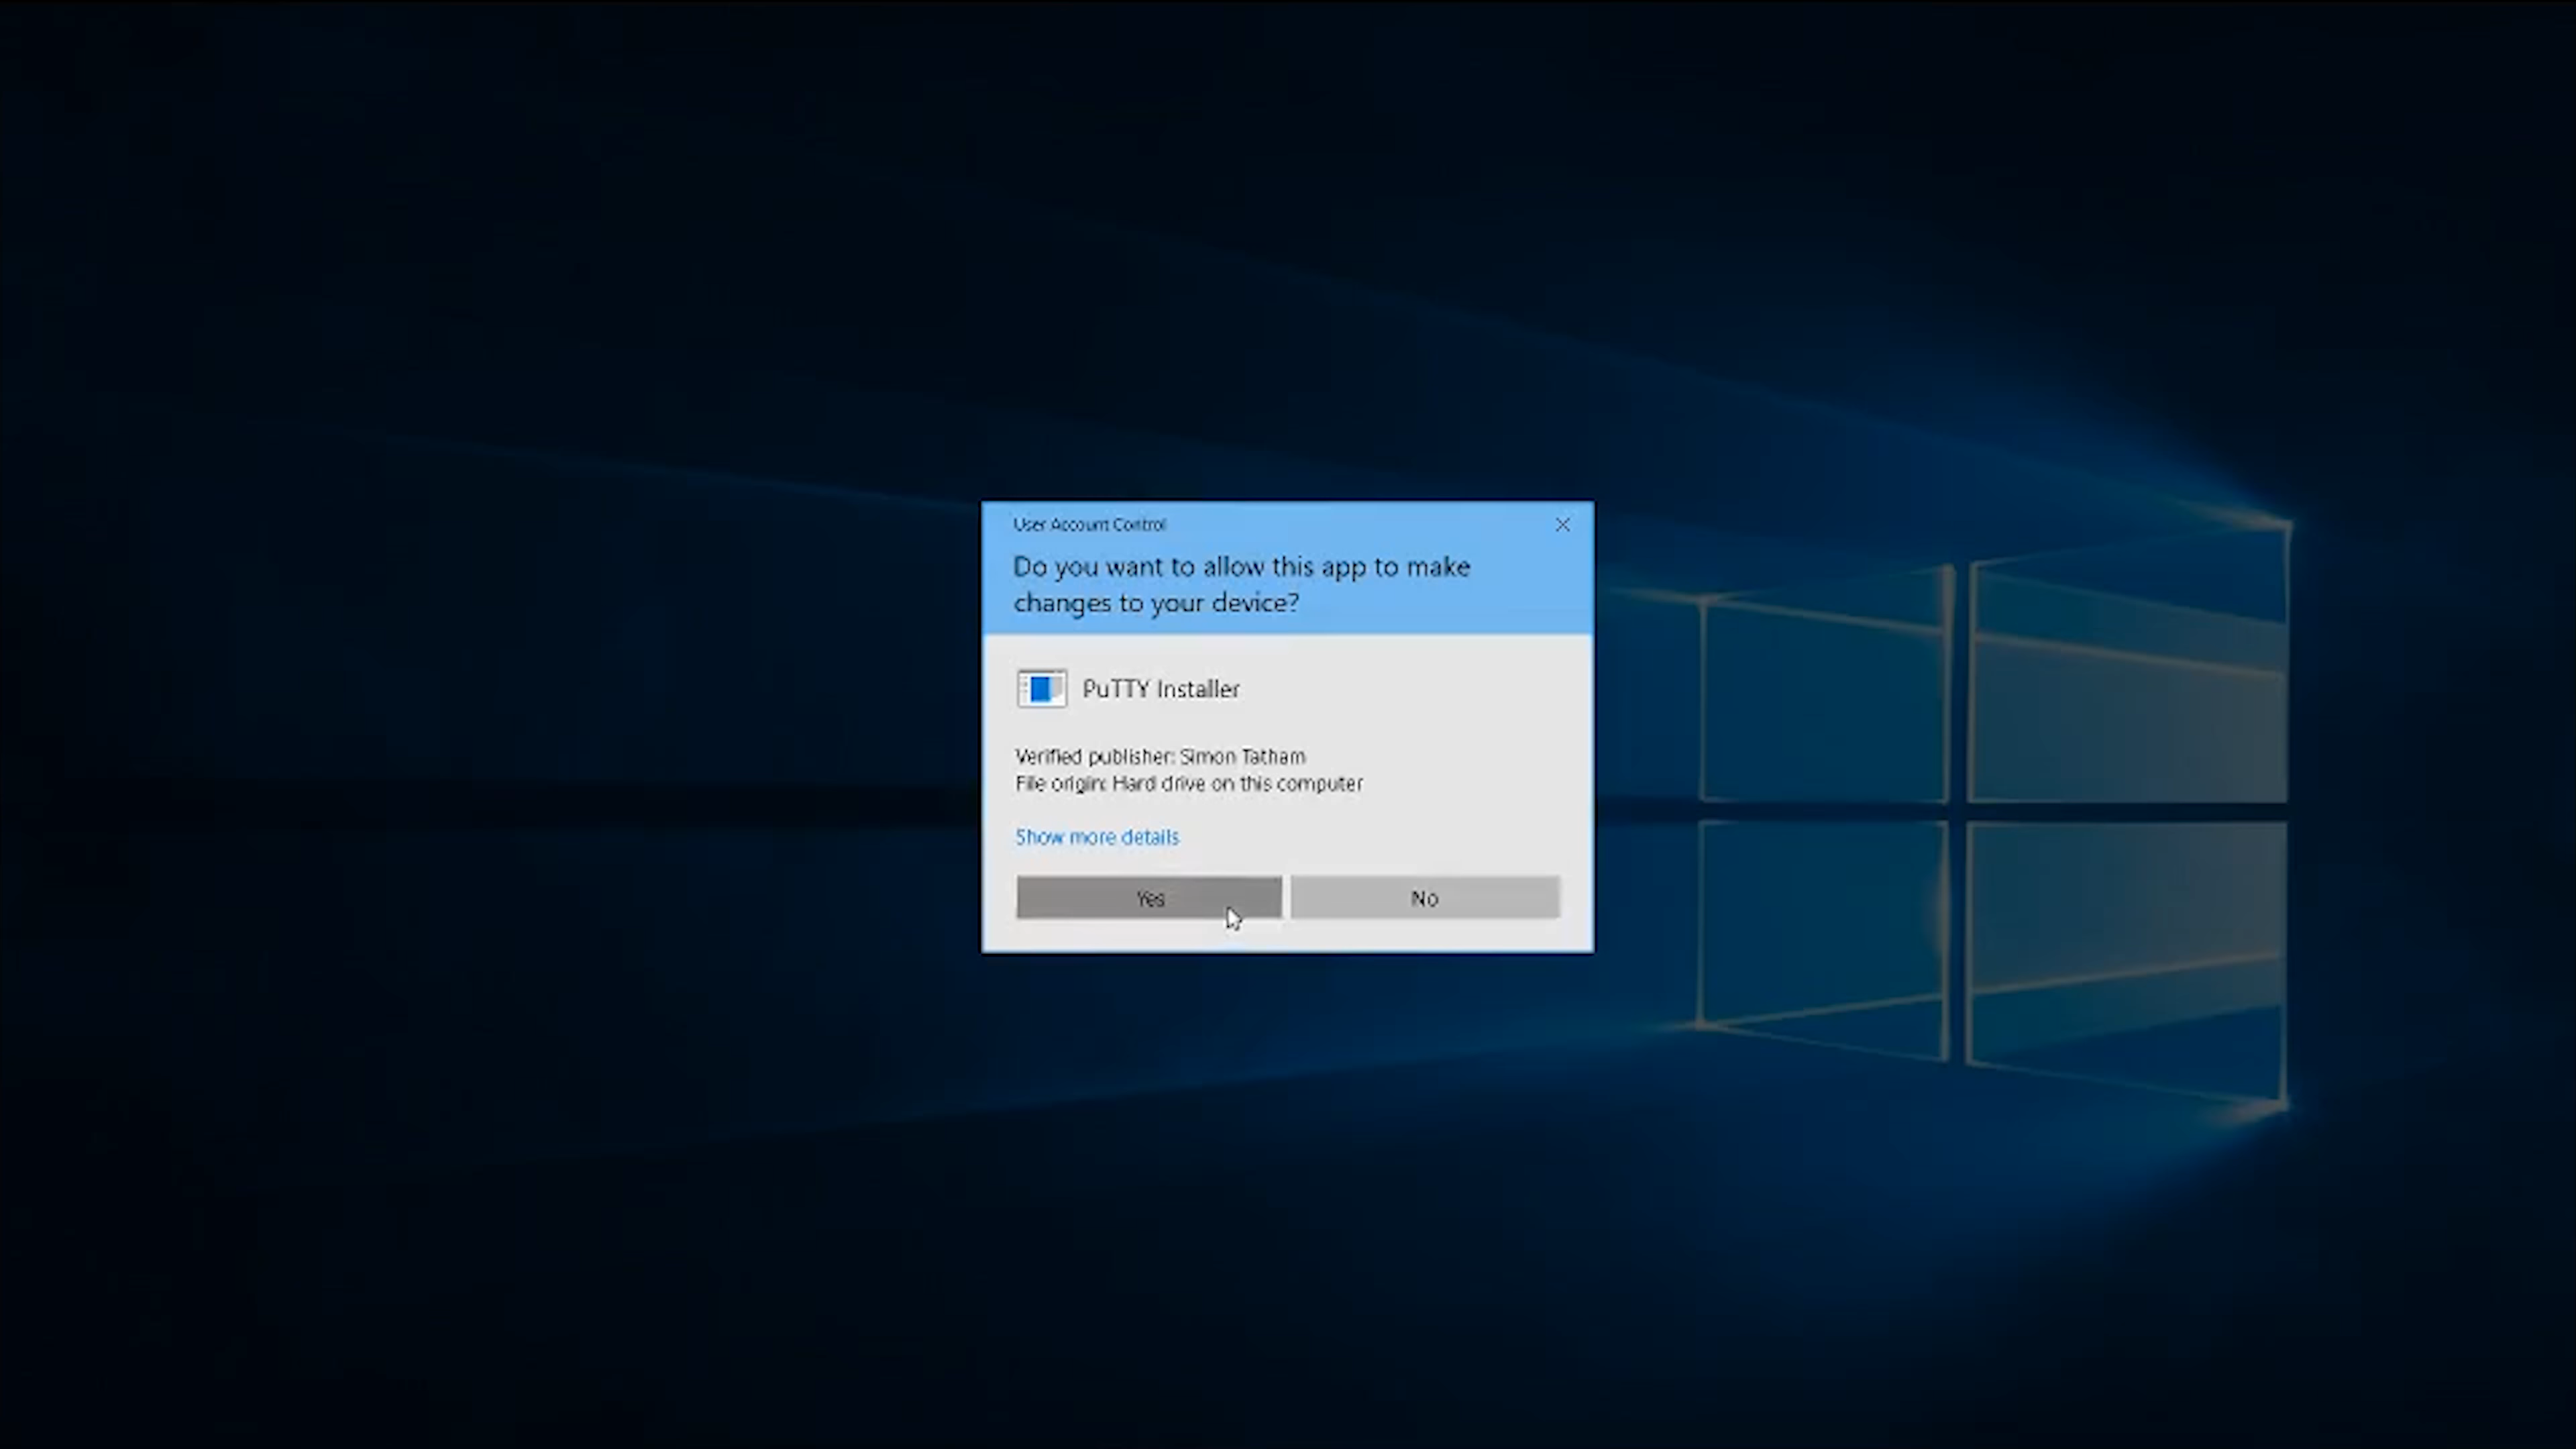 User Account Control
Do you want to allow this app to make
changes to your device?
PuTTY Installer
Verified publisher: Simon Tatham
File origin: Hard drive on this computer
Show more details
Yes
No